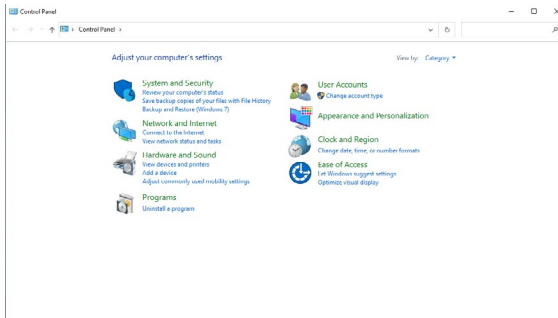 Control Panel
Control Panel
Adjust your computer's settings
View by: Category
System and Security
Review your computer's status
Save backup copies of your files with File History
Backup and Restore (Windows 7)
Network and Internet
Connect to the Internet
View network status and tasks
Hardware and Sound
View devices and printers
Add a device
Adjust commonly used mobility settings
Programs
Uninstall a program
User Accounts
Change account type
Appearance and Personalization
Clock and Region
Change date, time, or number formats
Ease of Access
Let Windows suggest settings
Optimize visual display